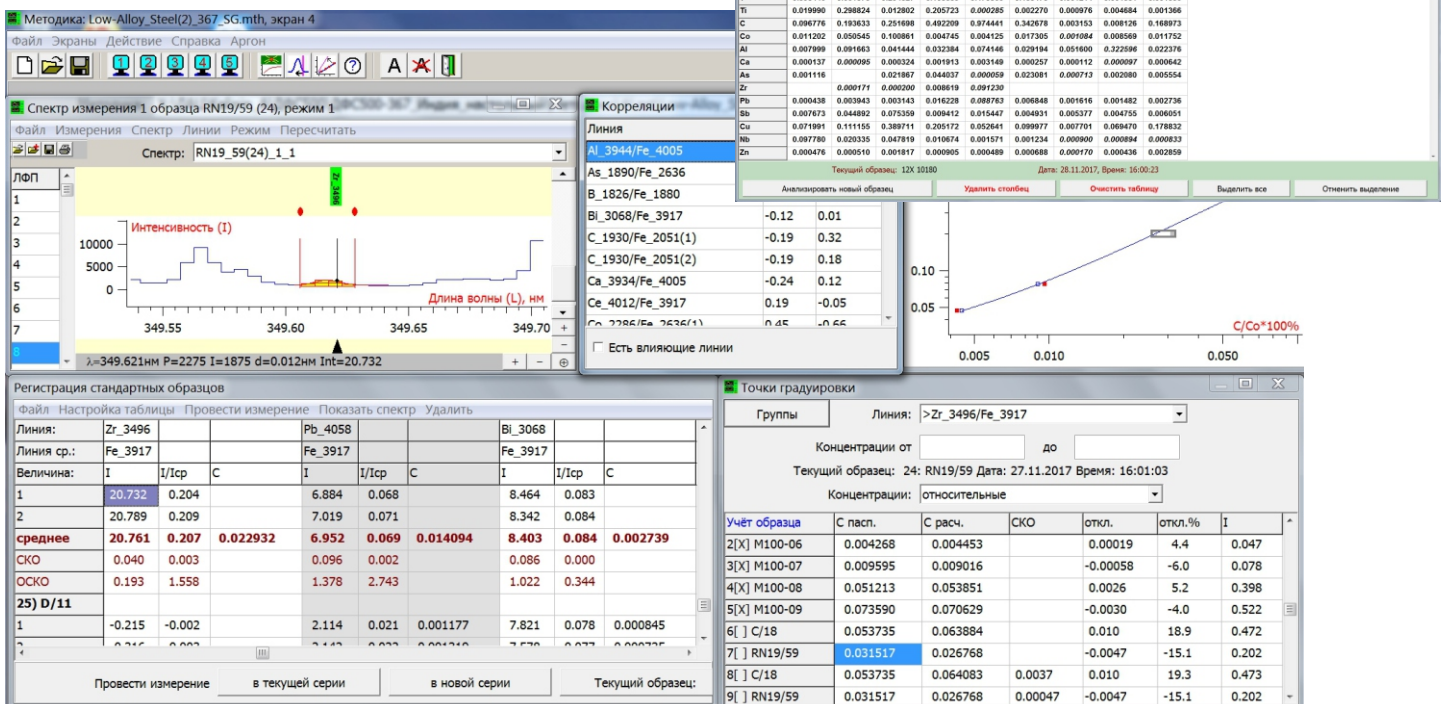 Методика: Low-Alloy_Steel(2)_367_SG.mth, экран 4
Файл Экраны Действие Справка Аргон
1 2 3 4 5 A A
Спектр измерения 1 образца RN19/59 (24), режим 1
Файл Измерения Спектр Линии Режим Пересчитать
Спектр: RN19_59(24)_1_1
ЛФП
1
2
3
4
5
6
7
8
Zr_3496
Интенсивность (I)
10000
5000
0
Длина волны (L), нм
349.55 349.60 349.65 349.70
λ=349.621нм P=2275 I=1875 d=0.012нм Int=20.732
Корреляции
Линия
Al_3944/Fe_4005
As_1890/Fe_2636
B_1826/Fe_1880
Bi_3068/Fe_3917 -0.12 0.01
C_1930/Fe_2051(1) -0.19 0.32
C_1930/Fe_2051(2) -0.19 0.18
Ca_3934/Fe_4005 -0.24 0.12
Ce_4012/Fe_3917 0.19 -0.05
Co_2286/Fe_2636(1) 0.45 -0.66
Есть влияющие линии
Ti 0.019990 0.298824 0.012802 0.205723 0.000285 0.002270 0.000976 0.004684 0.001366
C 0.096776 0.193633 0.251698 0.492209 0.974441 0.342678 0.003153 0.008126 0.168973
Co 0.011202 0.050545 0.100861 0.004745 0.004125 0.017305 0.001084 0.008569 0.011752
Al 0.007999 0.091663 0.041444 0.032384 0.074146 0.029194 0.051600 0.322596 0.022376
Ca 0.000137 0.000095 0.000324 0.001913 0.003149 0.000257 0.000112 0.000097 0.000642
As 0.001116 0.021867 0.044037 0.000059 0.023081 0.000713 0.002080 0.005554
Zr 0.000171 0.000200 0.008619 0.091230
Pb 0.000438 0.003943 0.003143 0.016228 0.088763 0.006848 0.001616 0.001482 0.002736
Sb 0.007673 0.044892 0.075359 0.009412 0.015447 0.004931 0.005377 0.004755 0.006051
Cu 0.071991 0.111155 0.389711 0.205172 0.052641 0.099977 0.007701 0.069470 0.178832
Nb 0.097780 0.020335 0.047819 0.010674 0.001571 0.001234 0.000900 0.000894 0.000833
Zn 0.000476 0.000510 0.001817 0.000905 0.000489 0.000688 0.000170 0.000436 0.002859
Текущий образец: 12X 10180 Дата: 28.11.2017, Время: 16:00:23
Анализировать новый образец Удалить столбец Очистить таблицу Выделить все Отменить выделение
0.10
0.05
C/Co*100%
0.005 0.010 0.050
Регистрация стандартных образцов
Файл Настройка таблицы Провести измерение Показать спектр Удалить
Линия: Zr_3496 Pb_4058 Bi_3068
Линия ср.: Fe_3917 Fe_3917 Fe_3917
Величина: I I/Iср C I I/Iср C I I/Iср C
1 20.732 0.204 6.884 0.068 8.464 0.083
2 20.789 0.209 7.019 0.071 8.342 0.084
среднее 20.761 0.207 0.022932 6.952 0.069 0.014094 8.403 0.084 0.002739
СКО 0.040 0.003 0.096 0.002 0.086 0.000
ОСКО 0.193 1.558 1.378 2.743 1.022 0.344
25) D/11
1 -0.215 -0.002 2.114 0.021 0.001177 7.821 0.078 0.000845
Провести измерение в текущей серии в новой серии Текущий образец:
Точки градуировки
Группы Линия: >Zr_3496/Fe_3917
Концентрации от до
Текущий образец: 24: RN19/59 Дата: 27.11.2017 Время: 16:01:03
Концентрации: относительные
Учёт образца С пасп. С расч. СКО откл. откл.% I
2[X] M100-06 0.004268 0.004453 0.00019 4.4 0.047
3[X] M100-07 0.009595 0.009016 -0.00058 -6.0 0.078
4[X] M100-08 0.051213 0.053851 0.0026 5.2 0.398
5[X] M100-09 0.073590 0.070629 -0.0030 -4.0 0.522
6[ ] C/18 0.053735 0.063884 0.010 18.9 0.472
7[ ] RN19/59 0.031517 0.026768 -0.0047 -15.1 0.202
8[ ] C/18 0.053735 0.064083 0.0037 0.010 19.3 0.473
9[ ] RN19/59 0.031517 0.026768 0.00047 -0.0047 -15.1 0.202